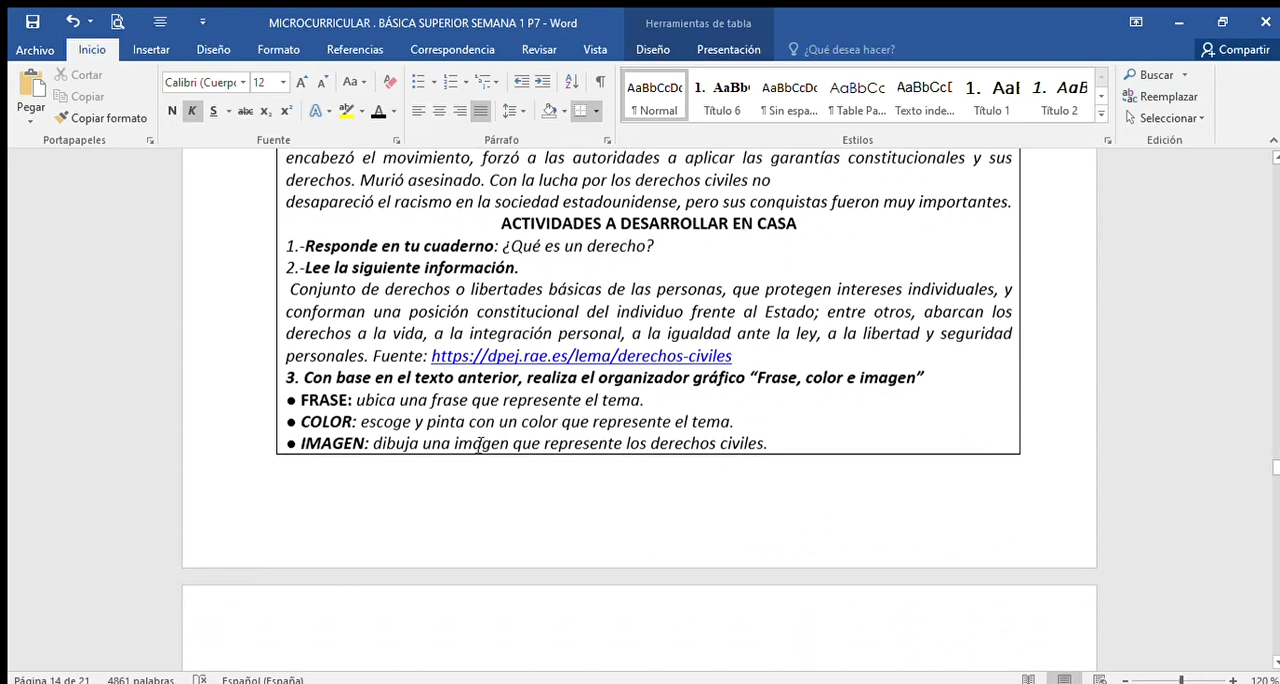 MICROCURRICULAR . BÁSICA SUPERIOR SEMANA 1 P7 - Word
Herramientas de tabla
Archivo Inicio Insertar Diseño Formato Referencias Correspondencia Revisar Vista Diseño Presentación ¿Qué desea hacer? Compartir
Pegar
Cortar
Copiar
Copiar formato
Portapapeles
Calibri (Cuerpo 12
Aa
N K S abc x₂ x²
Fuente
Párrafo
AaBbCcDc 1. AaBb( AaBbCcDc AaBbCc AaBbCcD 1. AaB 1. AaB
¶ Normal Título 6 ¶ Sin espa... ¶ Table Pa... Texto inde... Título 1 Título 2
Estilos
Buscar
Reemplazar
Seleccionar
Edición
encabezó el movimiento, forzó a las autoridades a aplicar las garantías constitucionales y sus
derechos. Murió asesinado. Con la lucha por los derechos civiles no
desapareció el racismo en la sociedad estadounidense, pero sus conquistas fueron muy importantes.
ACTIVIDADES A DESARROLLAR EN CASA
1.-Responde en tu cuaderno: ¿Qué es un derecho?
2.-Lee la siguiente información.
Conjunto de derechos o libertades básicas de las personas, que protegen intereses individuales, y
conforman una posición constitucional del individuo frente al Estado; entre otros, abarcan los
derechos a la vida, a la integración personal, a la igualdad ante la ley, a la libertad y seguridad
personales. Fuente: https://dpej.rae.es/lema/derechos-civiles
3. Con base en el texto anterior, realiza el organizador gráfico “Frase, color e imagen”
● FRASE: ubica una frase que represente el tema.
● COLOR: escoge y pinta con un color que represente el tema.
● IMAGEN: dibuja una imagen que represente los derechos civiles.
Página 14 de 21 4861 palabras Español (España) 120 %